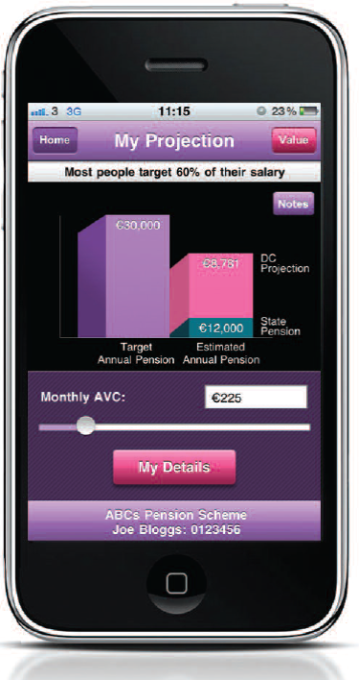 3 3G 11:15 23%
Home My Projection Value
Most people target 60% of their salary
Notes
€30,000
€8,781
DC
Projection
€12,000
State
Pension
Target
Annual Pension
Estimated
Annual Pension
Monthly AVC: €225
My Details
ABCs Pension Scheme
Joe Bloggs: 0123456